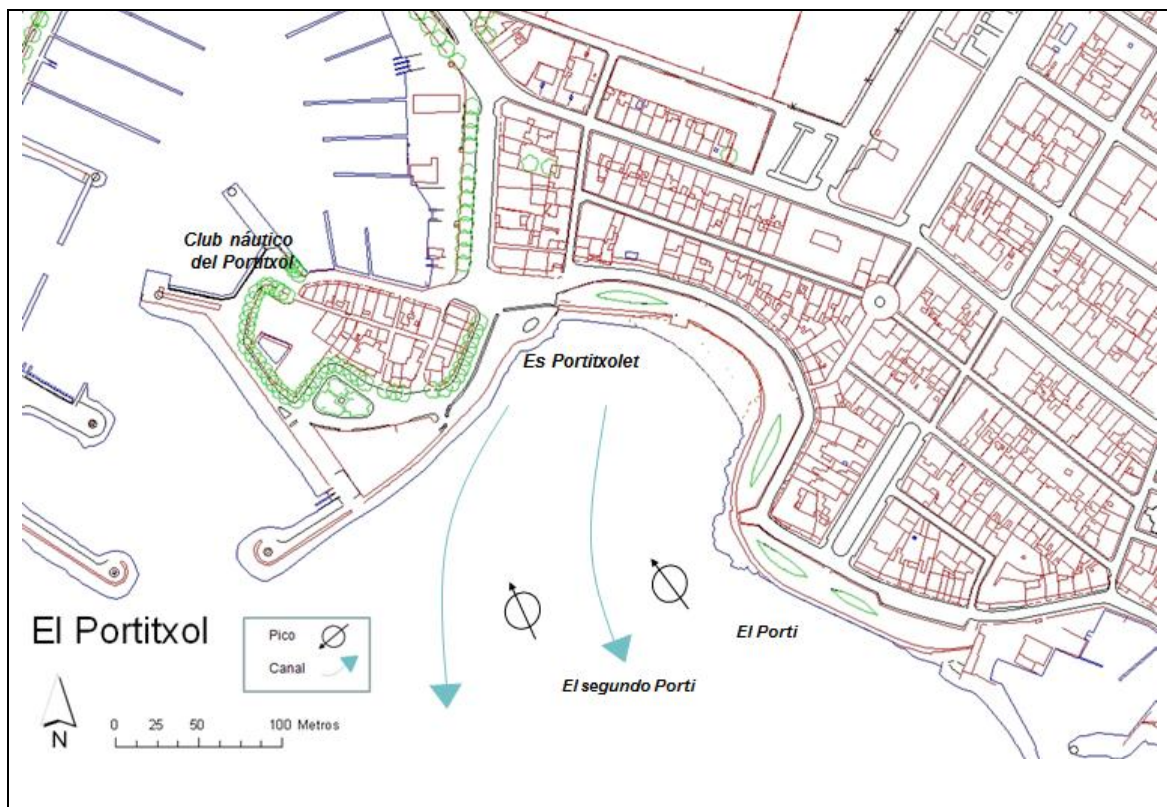 Club náutico
del Portitxol
Es Portitxolet
El Porti
El segundo Porti
El Portitxol
Pico
Canal
N
0 25 50 100 Metros